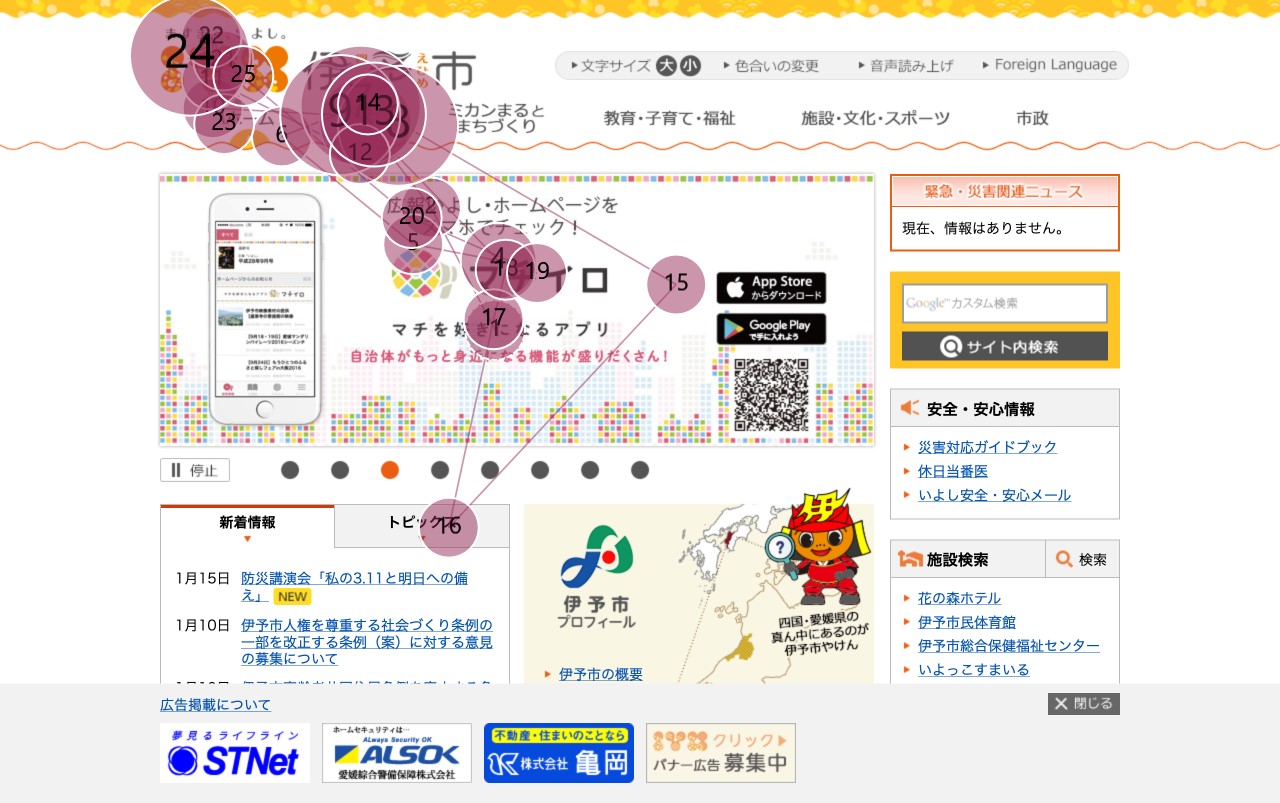 ます、いよし。
伊予市
文字サイズ 大 小
色合いの変更
音声読み上げ
Foreign Language
ホーム
ミカンまると
まちづくり
教育・子育て・福祉
施設・文化・スポーツ
市政
24
22
25
23
6
9
13
8
14
12
20
2
5
4
18
19
17
1
15
16
広報いよし・ホームページを
スマホでチェック！
マチイロ
マチを好きになるアプリ
自治体がもっと身近になる機能が盛りだくさん！
App Store
からダウンロード
Google Play
で手に入れよう
停止
緊急・災害関連ニュース
現在、情報はありません。
Google™ カスタム検索
サイト内検索
安全・安心情報
災害対応ガイドブック
休日当番医
いよし安全・安心メール
施設検索
検索
花の森ホテル
伊予市民体育館
伊予市総合保健福祉センター
いよっこすまいる
新着情報
トピックス
1月15日 防災講演会「私の3.11と明日への備
え」 NEW
1月10日 伊予市人権を尊重する社会づくり条例の
一部を改正する条例（案）に対する意見
の募集について
伊予市
プロフィール
?
伊
四国・愛媛県の
真ん中にあるのが
伊予市やけん
伊予市の概要
広告掲載について
閉じる
夢見るライフライン
STNet
ホームセキュリティは…
ALways Security OK
ALSOK
愛媛綜合警備保障株式会社
不動産・住まいのことなら
株式会社 亀岡
クリック
バナー広告 募集中